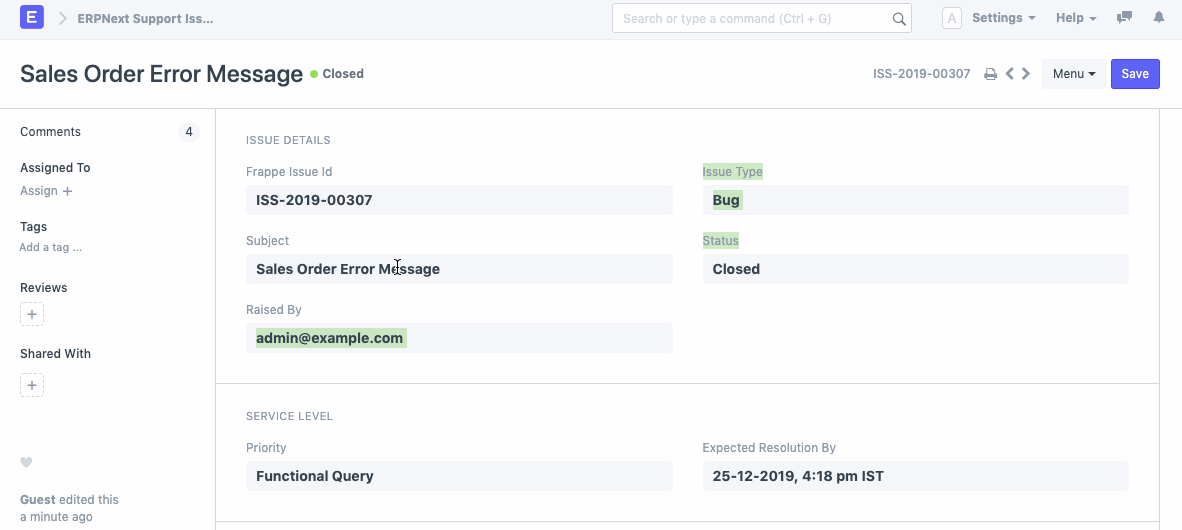 E ERPNext Support Iss...
Search or type a command (Ctrl + G)
A Settings Help
Sales Order Error Message Closed
ISS-2019-00307 Menu Save
Comments 4
Assigned To
Assign +
Tags
Add a tag ...
Reviews
+
Shared With
+
Guest edited this
a minute ago
ISSUE DETAILS
Frappe Issue Id
ISS-2019-00307
Issue Type
Bug
Subject
Sales Order Error Message
Status
Closed
Raised By
admin@example.com
SERVICE LEVEL
Priority
Functional Query
Expected Resolution By
25-12-2019, 4:18 pm IST